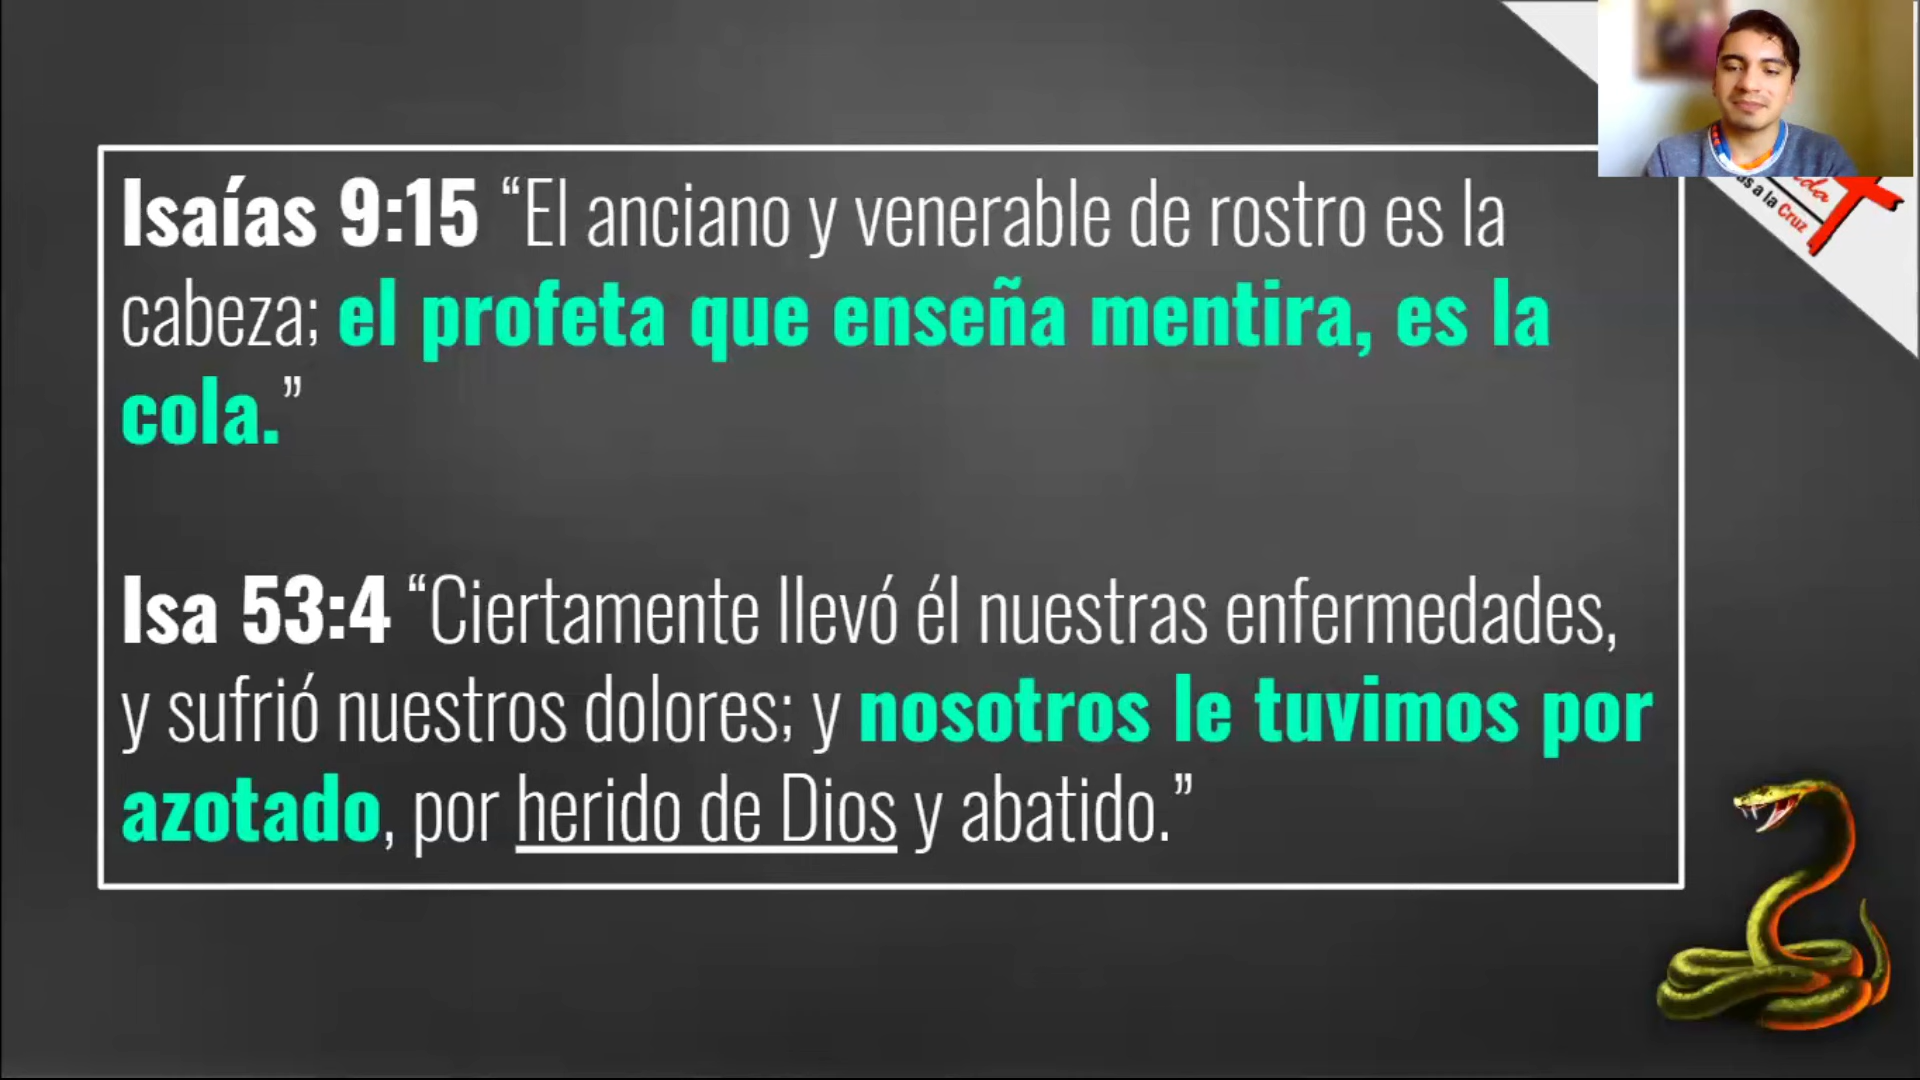 Isaías 9:15 “El anciano y venerable de rostro es la
cabeza; el profeta que enseña mentira, es la
cola.”
Isa 53:4 “Ciertamente llevó él nuestras enfermedades,
y sufrió nuestros dolores; y nosotros le tuvimos por
azotado, por herido de Dios y abatido.”
a la Cruz